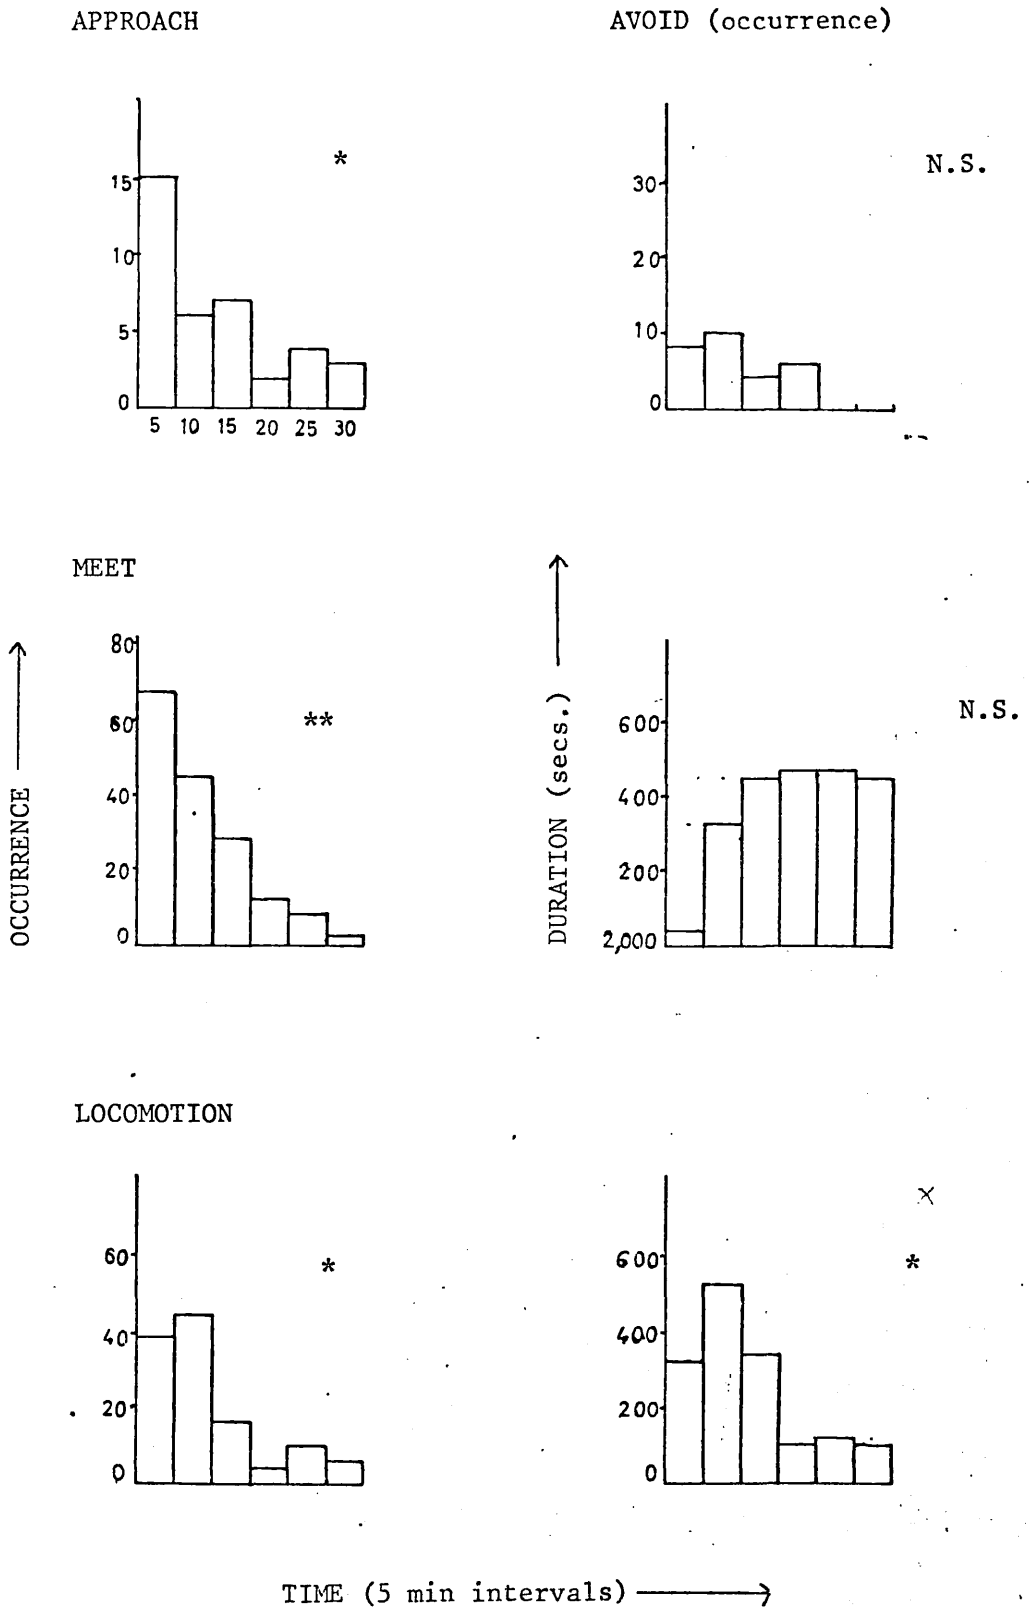 APPROACH
*
15
10
5
0
5 10 15 20 25 30
AVOID (occurrence)
N.S.
30
20
10
0
MEET
OCCURRENCE
80
60
40
20
0
**
DURATION (secs.)
600
400
200
2,000
N.S.
LOCOMOTION
60
40
20
0
*
600
400
200
0
x
*
TIME (5 min intervals)